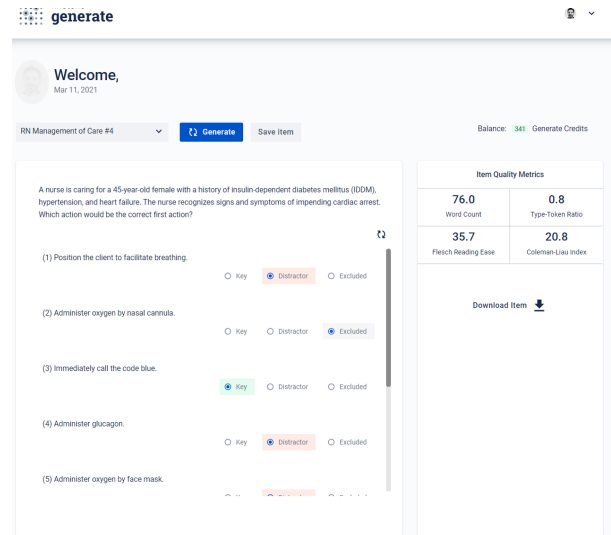 generate
Welcome,
Mar 11, 2021
RN Management of Care #4
Generate
Save item
Balance: 341 Generate Credits
A nurse is caring for a 45-year-old female with a history of insulin-dependent diabetes mellitus (IDDM),
hypertension, and heart failure. The nurse recognizes signs and symptoms of impending cardiac arrest.
Which action would be the correct first action?
(1) Position the client to facilitate breathing.
Key Distractor Excluded
(2) Administer oxygen by nasal cannula.
Key Distractor Excluded
(3) Immediately call the code blue.
Key Distractor Excluded
(4) Administer glucagon.
Key Distractor Excluded
(5) Administer oxygen by face mask.
Item Quality Metrics
76.0 0.8
Word Count Type-Token Ratio
35.7 20.8
Flesch Reading Ease Coleman-Liau Index
Download Item